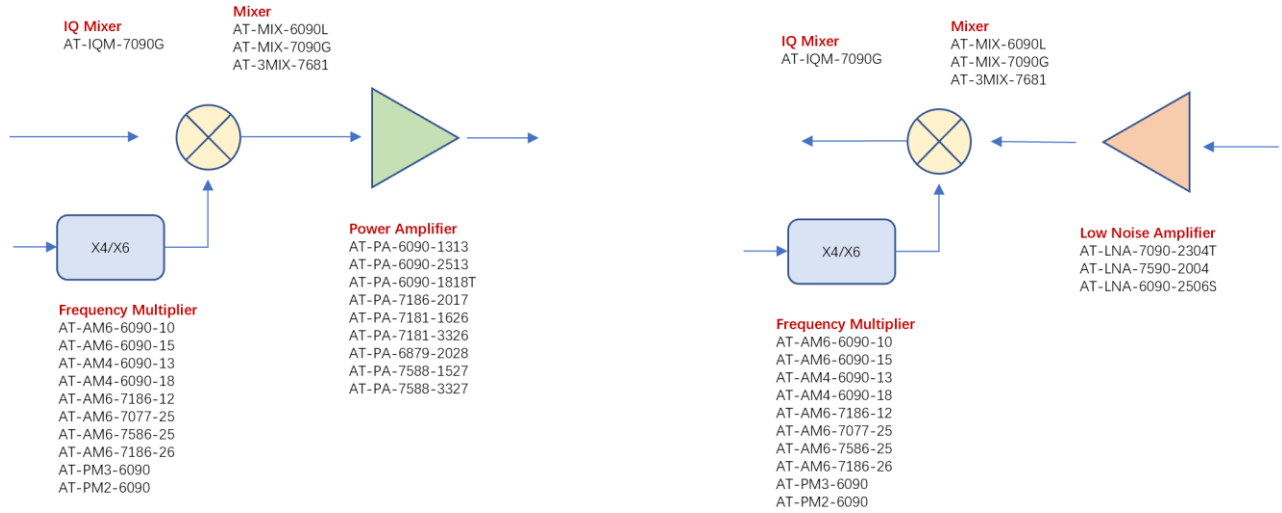 IQ Mixer
AT-IQM-7090G
Mixer
AT-MIX-6090L
AT-MIX-7090G
AT-3MIX-7681
X4/X6
Frequency Multiplier
AT-AM6-6090-10
AT-AM6-6090-15
AT-AM4-6090-13
AT-AM4-6090-18
AT-AM6-7186-12
AT-AM6-7077-25
AT-AM6-7586-25
AT-AM6-7186-26
AT-PM3-6090
AT-PM2-6090
Power Amplifier
AT-PA-6090-1313
AT-PA-6090-2513
AT-PA-6090-1818T
AT-PA-7186-2017
AT-PA-7181-1626
AT-PA-7181-3326
AT-PA-6879-2028
AT-PA-7588-1527
AT-PA-7588-3327
IQ Mixer
AT-IQM-7090G
Mixer
AT-MIX-6090L
AT-MIX-7090G
AT-3MIX-7681
X4/X6
Frequency Multiplier
AT-AM6-6090-10
AT-AM6-6090-15
AT-AM4-6090-13
AT-AM4-6090-18
AT-AM6-7186-12
AT-AM6-7077-25
AT-AM6-7586-25
AT-AM6-7186-26
AT-PM3-6090
AT-PM2-6090
Low Noise Amplifier
AT-LNA-7090-2304T
AT-LNA-7590-2004
AT-LNA-6090-2506S